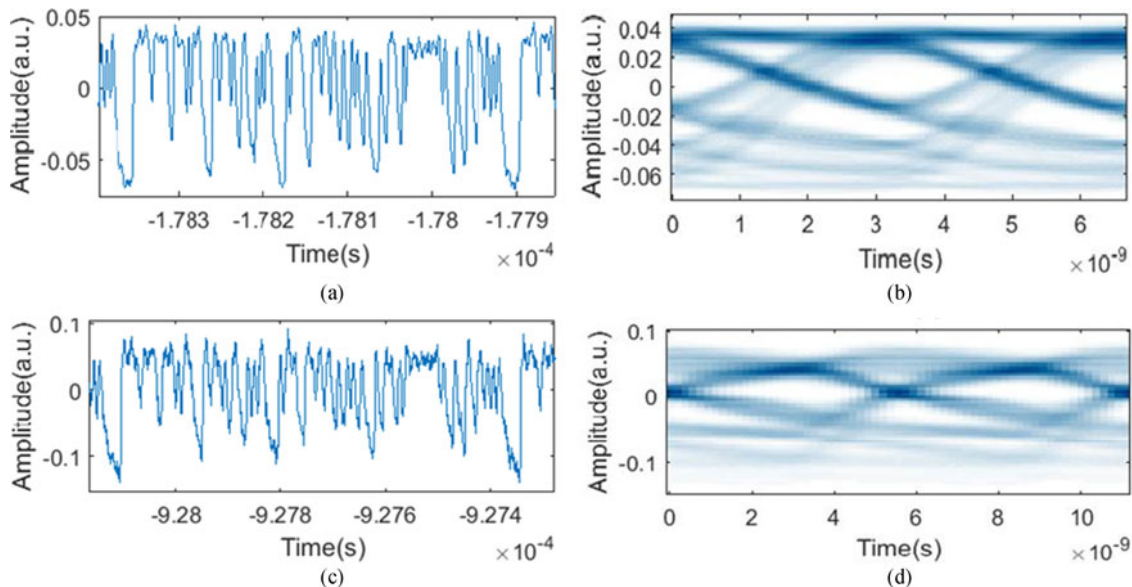 0.05
0
-0.05
Amplitude(a.u.)
-1.783 -1.782 -1.781 -1.78 -1.779
Time(s)
×10⁻⁴
(a)
0.04
0.02
0
-0.02
-0.04
-0.06
Amplitude(a.u.)
0 1 2 3 4 5 6
Time(s)
×10⁻⁹
(b)
0.1
0
-0.1
Amplitude(a.u.)
-9.28 -9.278 -9.276 -9.274
Time(s)
×10⁻⁴
(c)
0.1
0
-0.1
Amplitude(a.u.)
0 2 4 6 8 10
Time(s)
×10⁻⁹
(d)